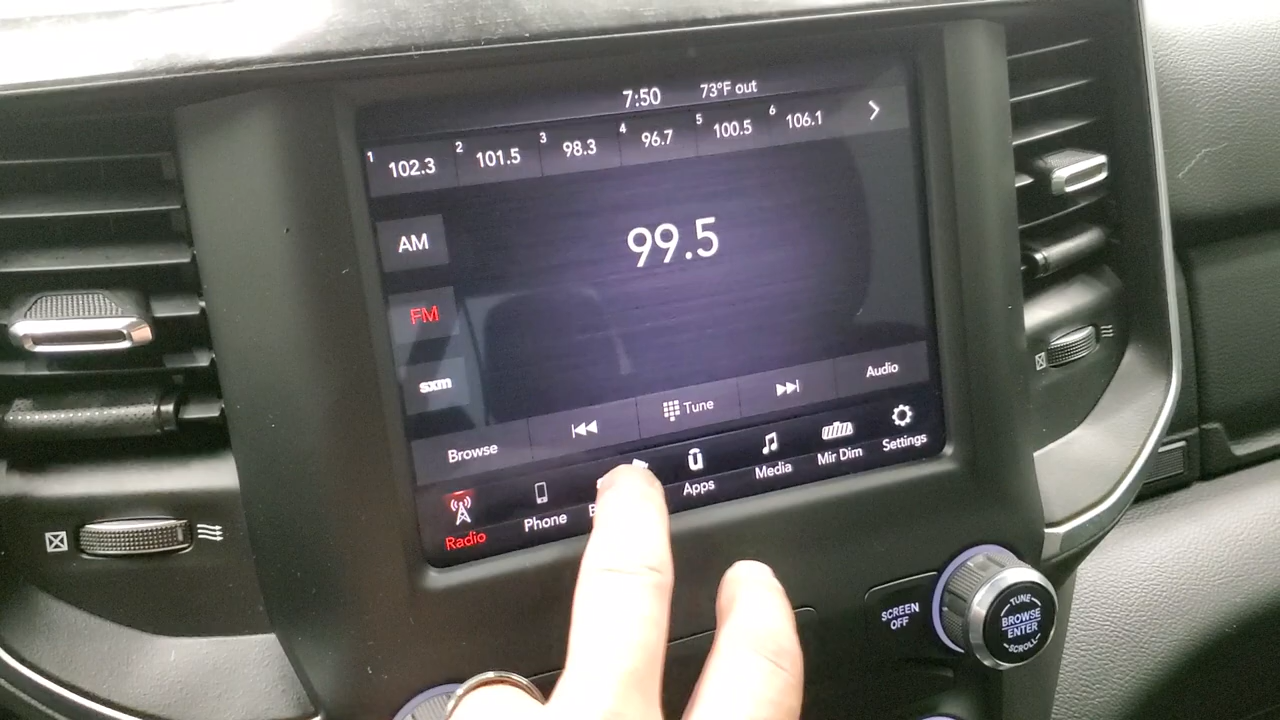 7:50 73°F out
1 102.3 2 101.5 3 98.3 4 96.7 5 100.5 6 106.1
AM
99.5
FM
sxm
Browse Tune Audio
Radio Phone Apps Media Mir Dim Settings
SCREEN
OFF
TUNE
BROWSE
ENTER
SCROLL